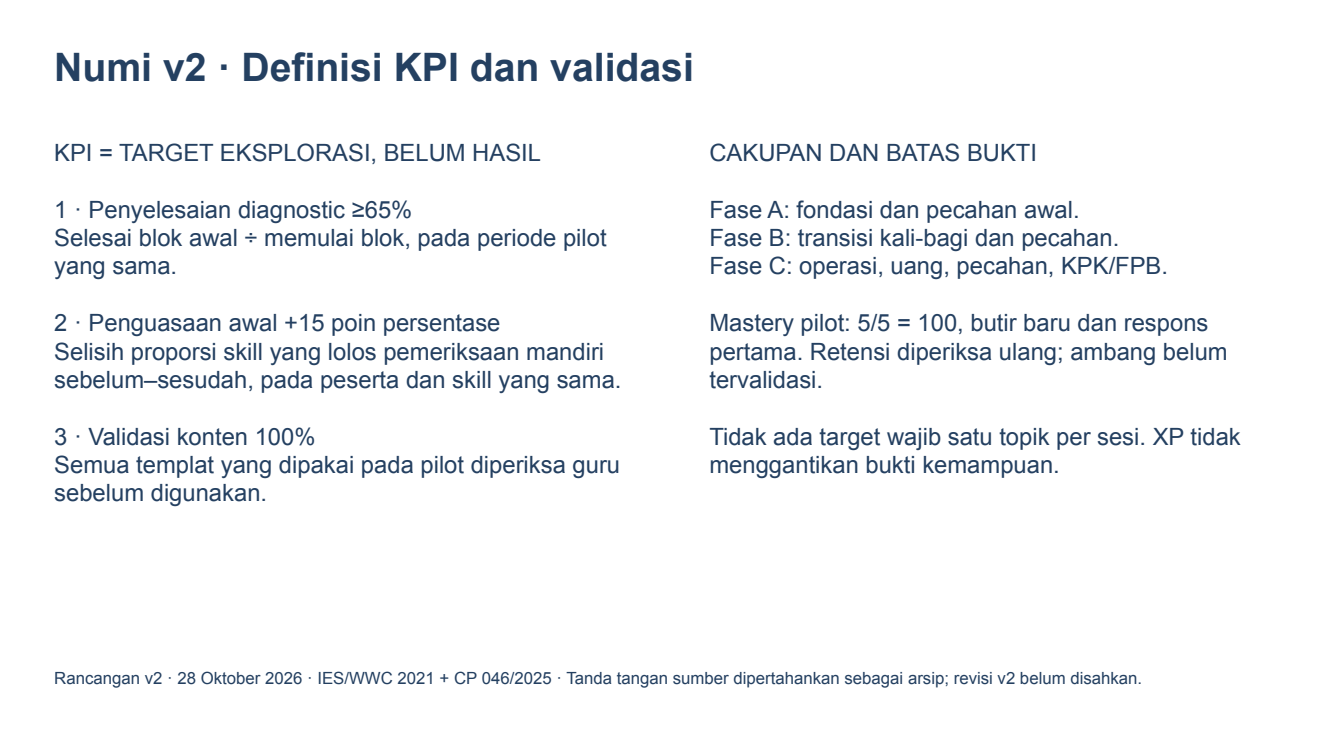 Numi v2 · Definisi KPI dan validasi
KPI = TARGET EKSPLORASI, BELUM HASIL
1 · Penyelesaian diagnostic ≥65%
Selesai blok awal ÷ memulai blok, pada periode pilot
yang sama.
2 · Penguasaan awal +15 poin persentase
Selisih proporsi skill yang lolos pemeriksaan mandiri
sebelum–sesudah, pada peserta dan skill yang sama.
3 · Validasi konten 100%
Semua templat yang dipakai pada pilot diperiksa guru
sebelum digunakan.
CAKUPAN DAN BATAS BUKTI
Fase A: fondasi dan pecahan awal.
Fase B: transisi kali-bagi dan pecahan.
Fase C: operasi, uang, pecahan, KPK/FPB.
Mastery pilot: 5/5 = 100, butir baru dan respons
pertama. Retensi diperiksa ulang; ambang belum
tervalidasi.
Tidak ada target wajib satu topik per sesi. XP tidak
menggantikan bukti kemampuan.
Rancangan v2 · 28 Oktober 2026 · IES/WWC 2021 + CP 046/2025 · Tanda tangan sumber dipertahankan sebagai arsip; revisi v2 belum disahkan.